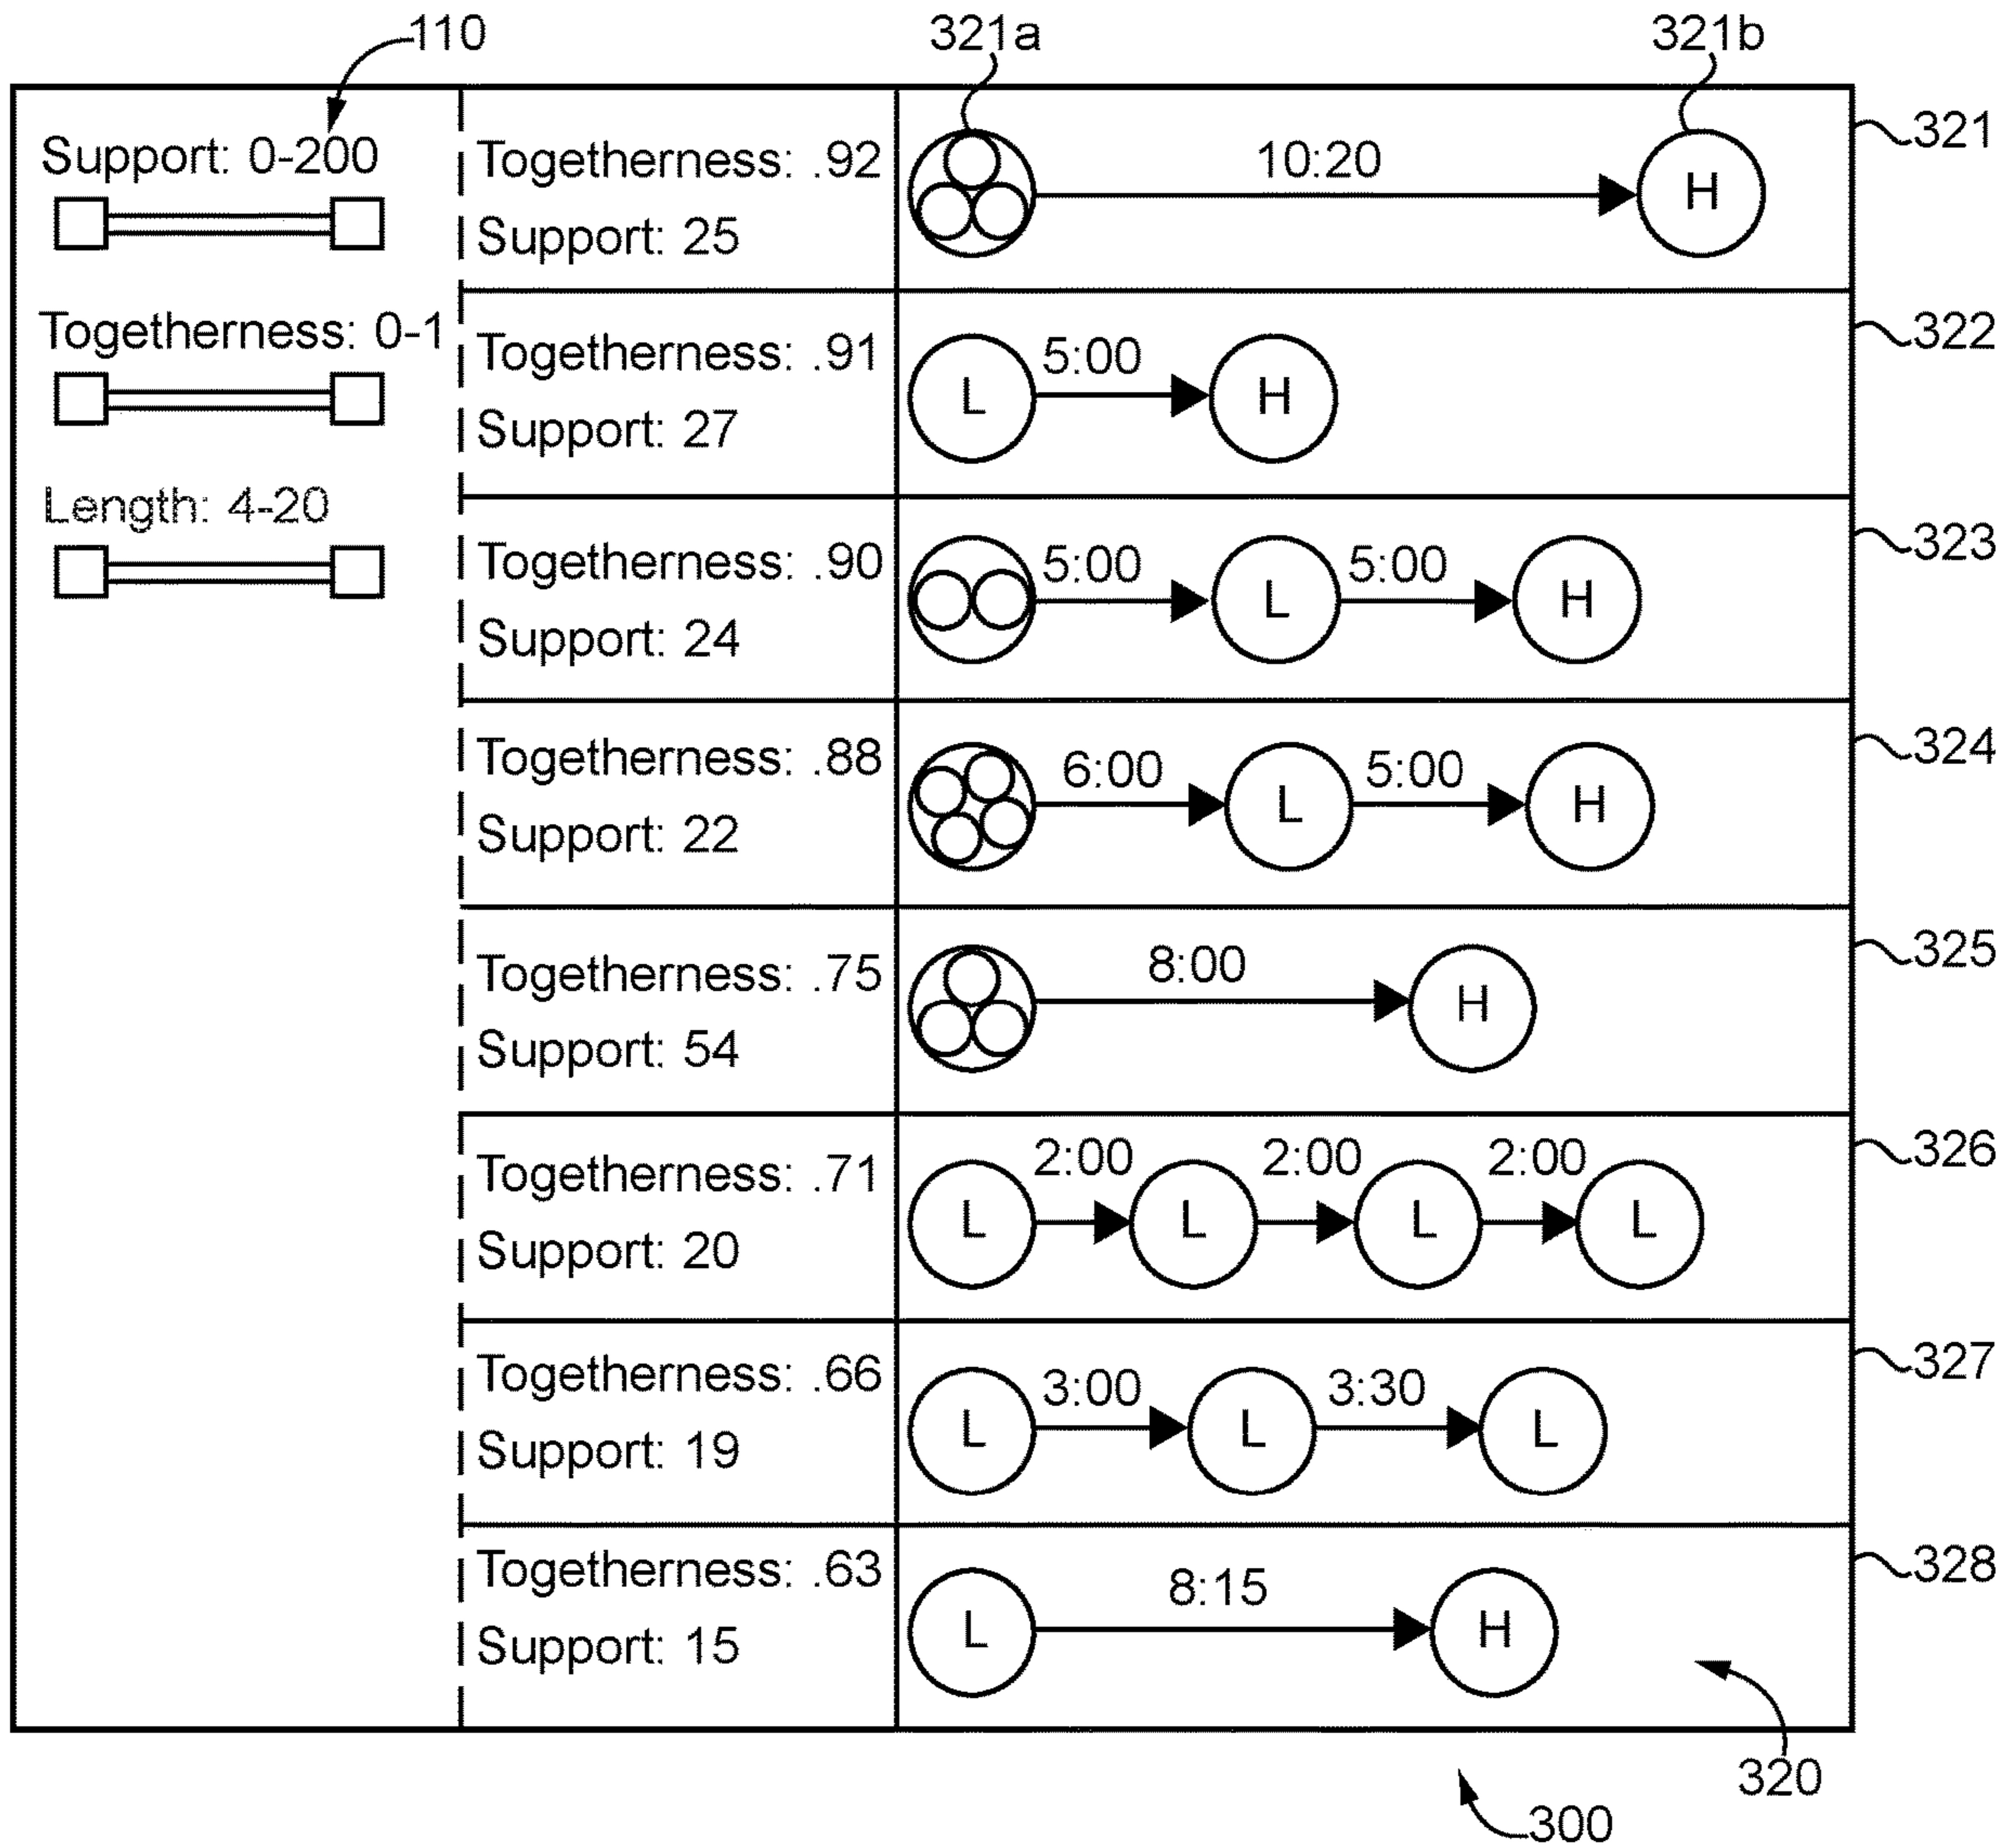 110
321a
321b
Support: 0-200
Togetherness: 0-1
Length: 4-20
Togetherness: .92
Support: 25
10:20
H
321
Togetherness: .91
Support: 27
L
5:00
H
322
Togetherness: .90
Support: 24
5:00
L
5:00
H
323
Togetherness: .88
Support: 22
6:00
L
5:00
H
324
Togetherness: .75
Support: 54
8:00
H
325
Togetherness: .71
Support: 20
L
2:00
L
2:00
L
2:00
L
326
Togetherness: .66
Support: 19
L
3:00
L
3:30
L
327
Togetherness: .63
Support: 15
L
8:15
H
328
320
300